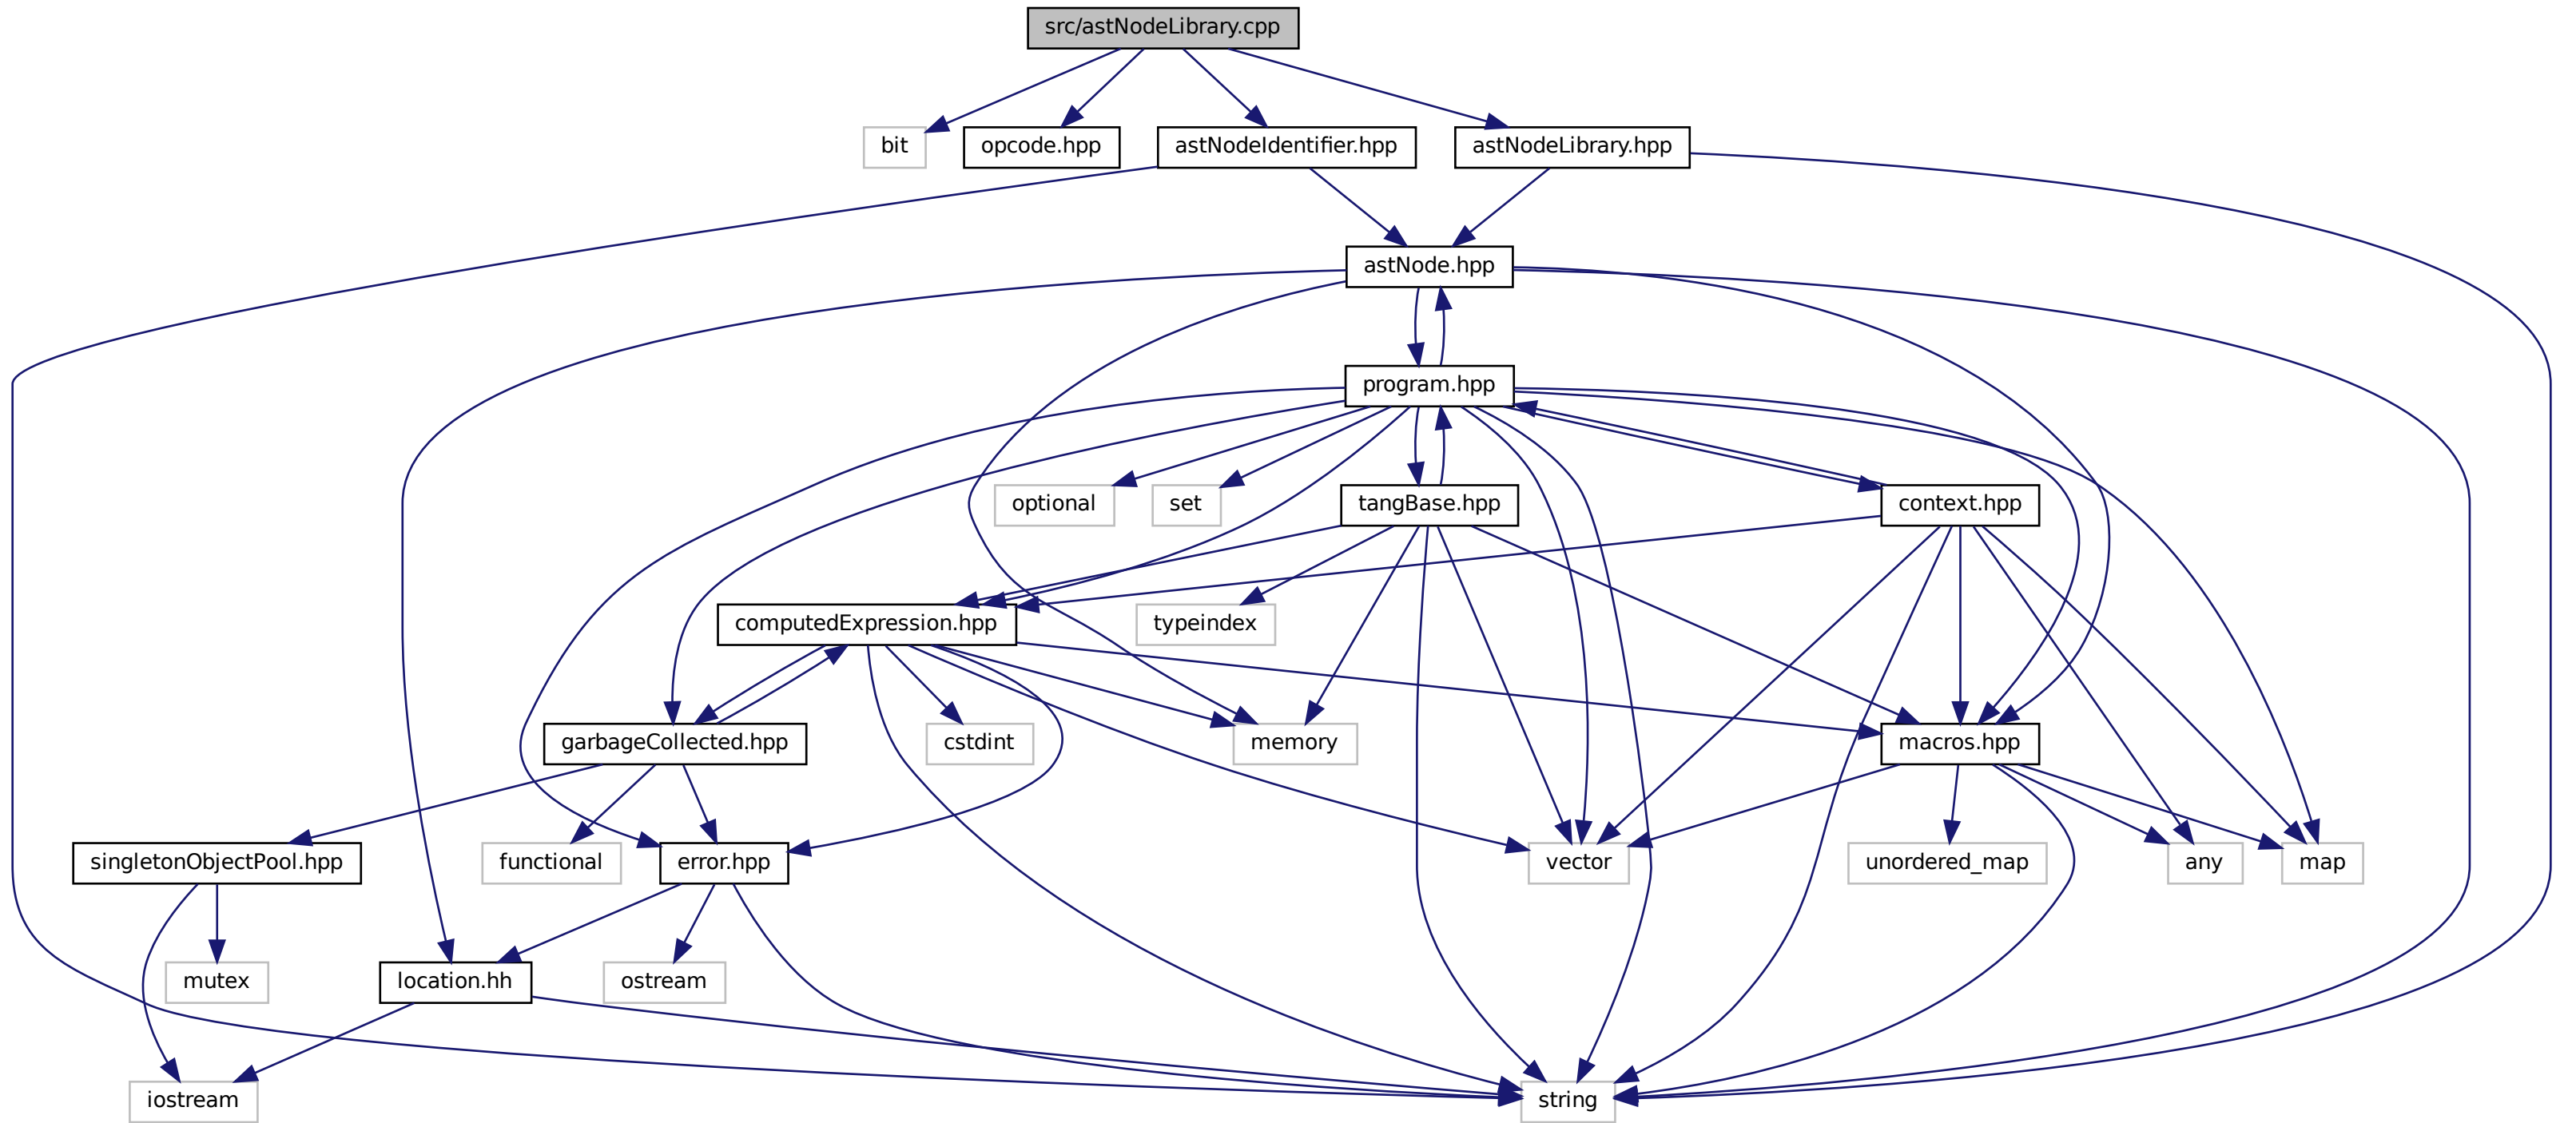 src/astNodeLibrary.cpp
bit
opcode.hpp
astNodeIdentifier.hpp
astNodeLibrary.hpp
astNode.hpp
program.hpp
optional
set
tangBase.hpp
context.hpp
computedExpression.hpp
typeindex
garbageCollected.hpp
cstdint
memory
macros.hpp
singletonObjectPool.hpp
functional
error.hpp
vector
unordered_map
any
map
mutex
location.hh
ostream
iostream
string